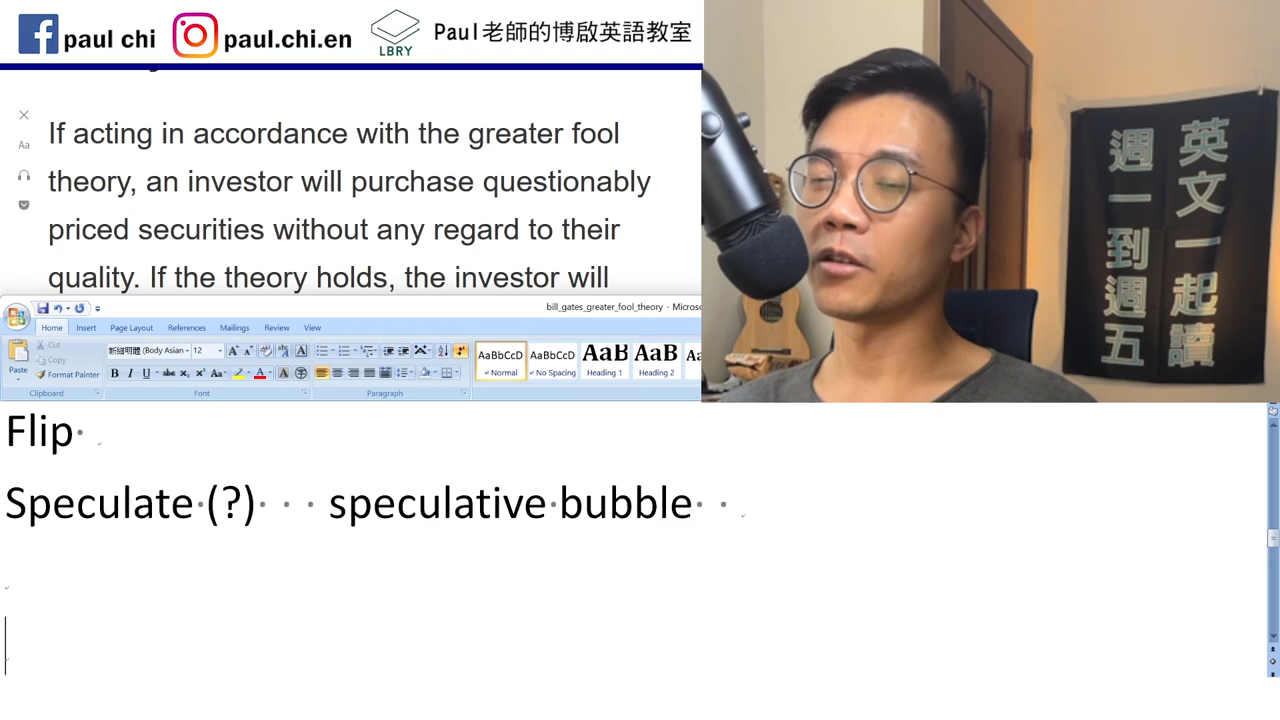 paul chi
paul.chi.en
LBRY
Paul老師的博啟英語教室
If acting in accordance with the greater fool
theory, an investor will purchase questionably
priced securities without any regard to their
quality. If the theory holds, the investor will
Aa
bill_gates_greater_fool_theory - Micros
Home Insert Page Layout References Mailings Review View
Cut
Copy
Paste
Format Painter
Clipboard
新細明體 (Body Asian
12
Font
Paragraph
AaBbCcD AaBbCcD AaB AaB Aa
Normal No Spacing Heading 1 Heading 2
Flip
Speculate (?) speculative bubble
英文一起讀
週一到週五